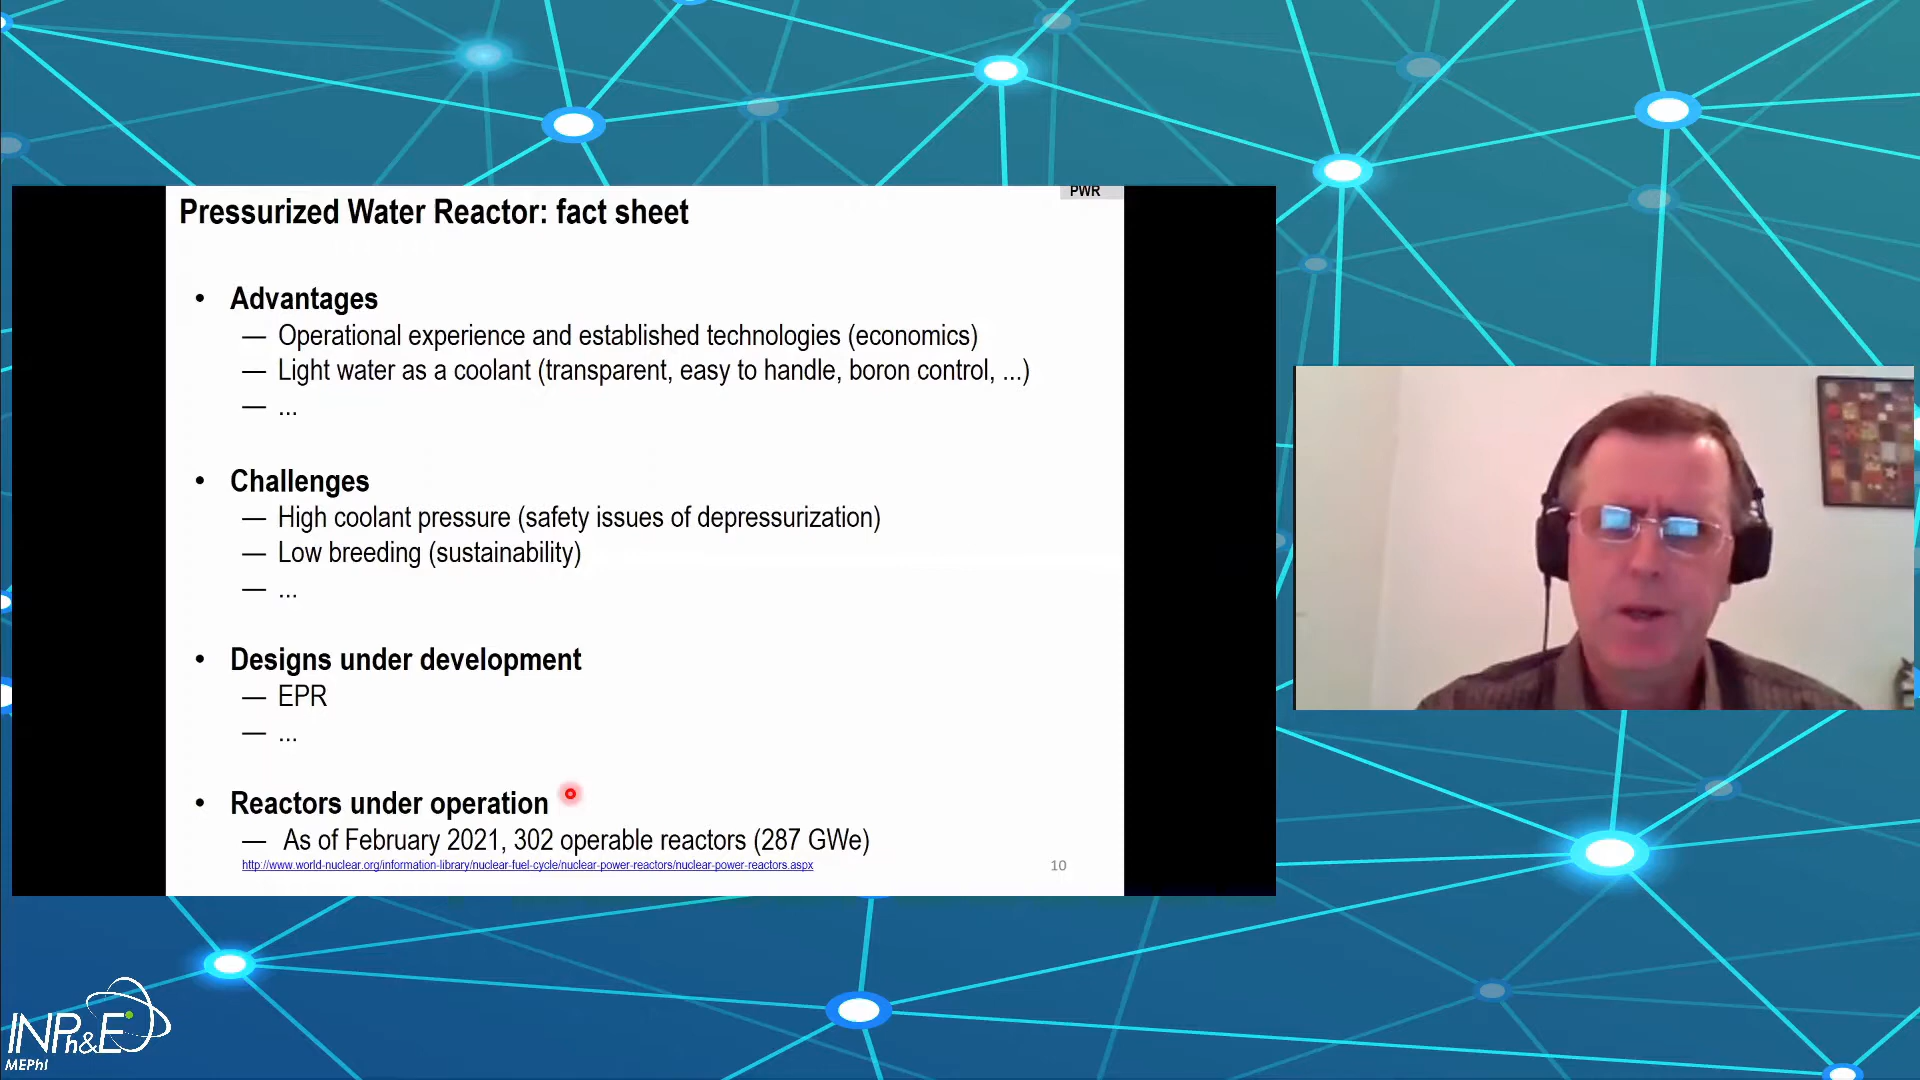 PWR
Pressurized Water Reactor: fact sheet
• Advantages
— Operational experience and established technologies (economics)
— Light water as a coolant (transparent, easy to handle, boron control, ...)
— ...
• Challenges
— High coolant pressure (safety issues of depressurization)
— Low breeding (sustainability)
— ...
• Designs under development
— EPR
— ...
• Reactors under operation
— As of February 2021, 302 operable reactors (287 GWe)
http://www.world-nuclear.org/information-library/nuclear-fuel-cycle/nuclear-power-reactors/nuclear-power-reactors.aspx
10
INPh&E
MEPhI